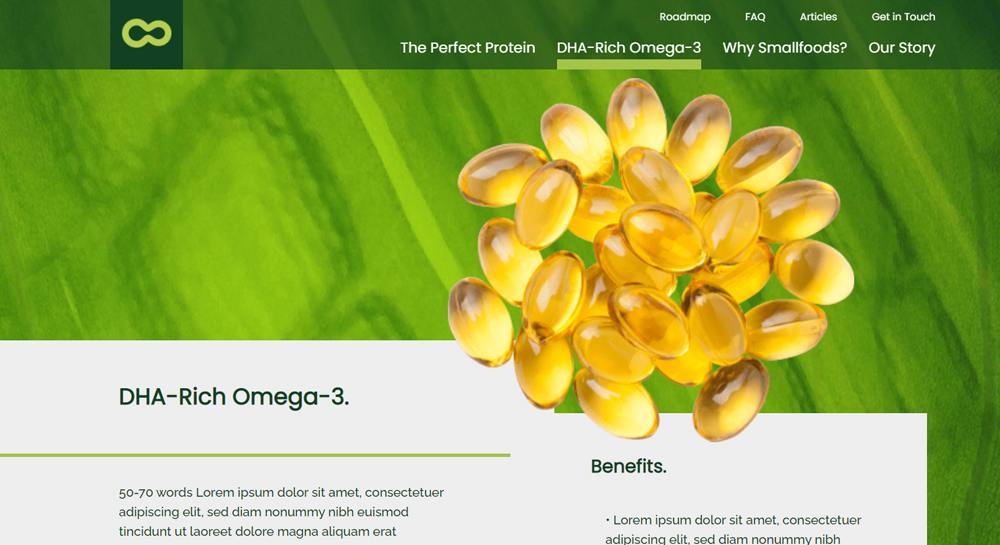 Roadmap FAQ Articles Get in Touch
The Perfect Protein DHA-Rich Omega-3 Why Smallfoods? Our Story
DHA-Rich Omega-3.
50-70 words Lorem ipsum dolor sit amet, consectetuer
adipiscing elit, sed diam nonummy nibh euismod
tincidunt ut laoreet dolore magna aliquam erat
Benefits.
• Lorem ipsum dolor sit amet, consectetuer
adipiscing elit, sed diam nonummy nibh